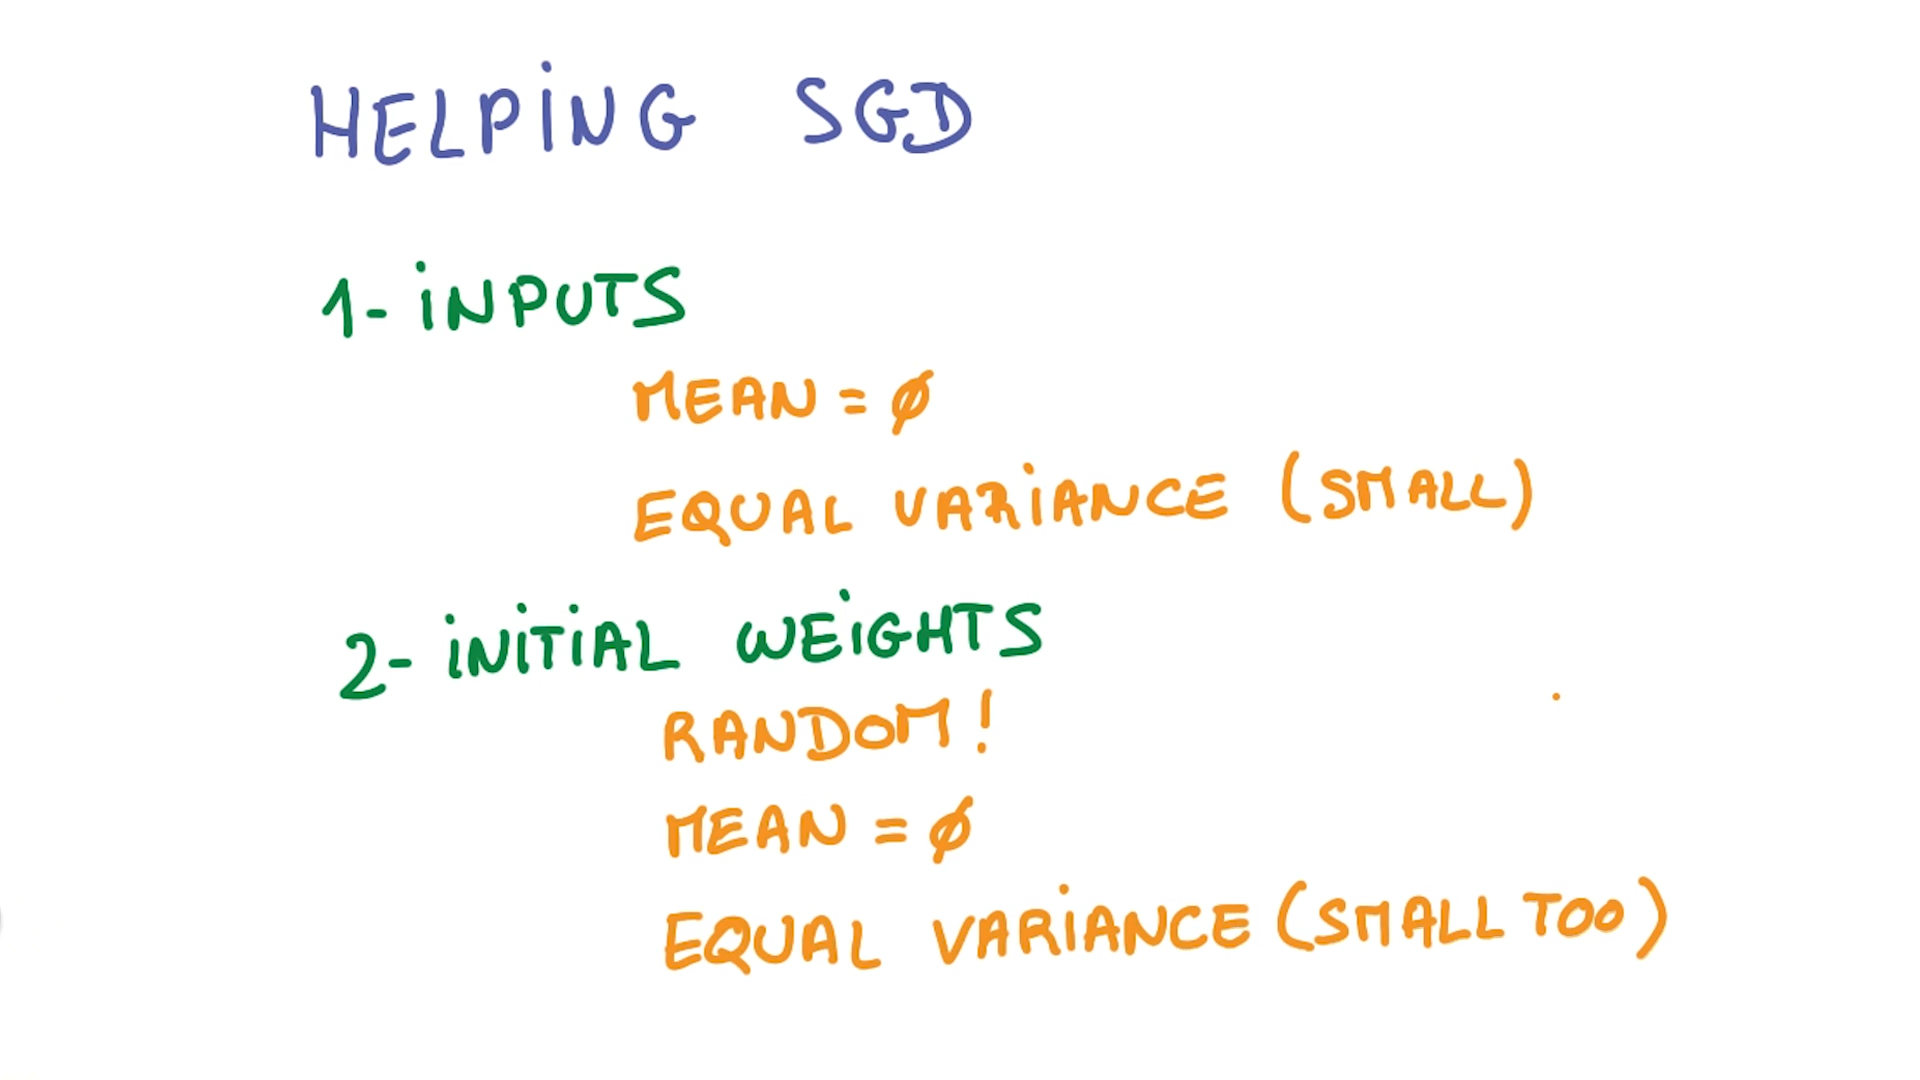 HELPING SGD
1- INPUTS
MEAN = Ø
EQUAL VARIANCE (SMALL)
2- INITIAL WEIGHTS
RANDOM!
MEAN = Ø
EQUAL VARIANCE (SMALL TOO)